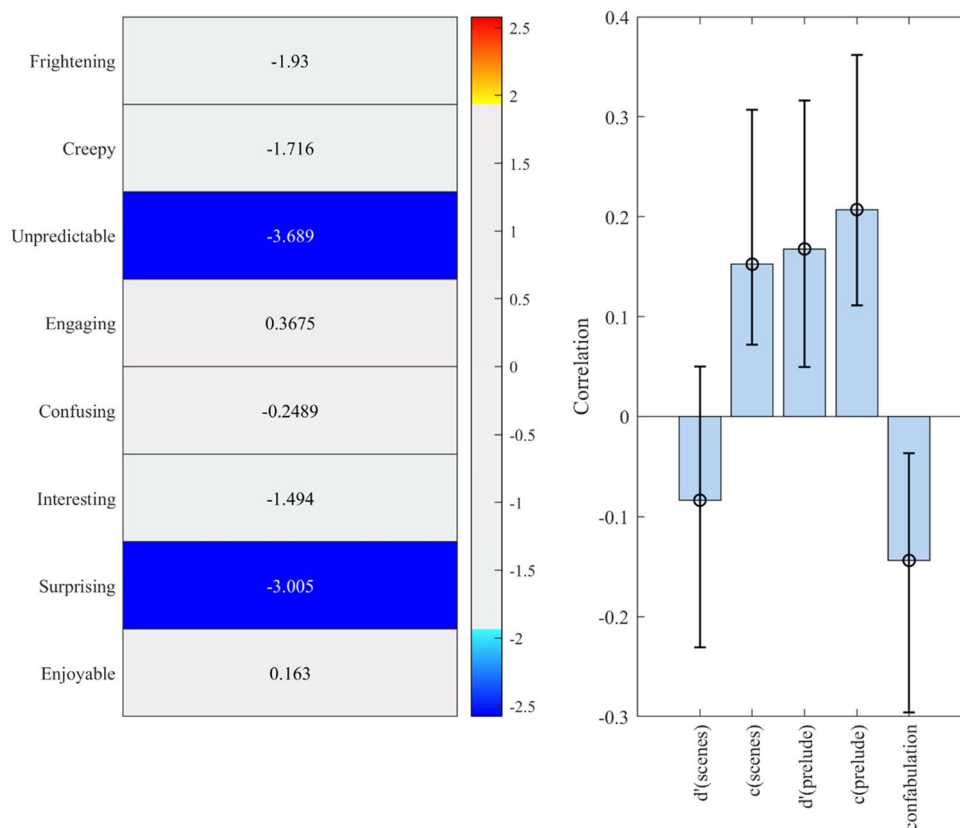 Frightening
-1.93
Creepy
-1.716
Unpredictable
-3.689
Engaging
0.3675
Confusing
-0.2489
Interesting
-1.494
Surprising
-3.005
Enjoyable
0.163
2.5
2
1.5
1
0.5
0
-0.5
-1
-1.5
-2
-2.5
Correlation
0.4
0.3
0.2
0.1
0
-0.1
-0.2
-0.3
d'(scenes)
c(scenes)
d'(prelude)
c(prelude)
confabulation